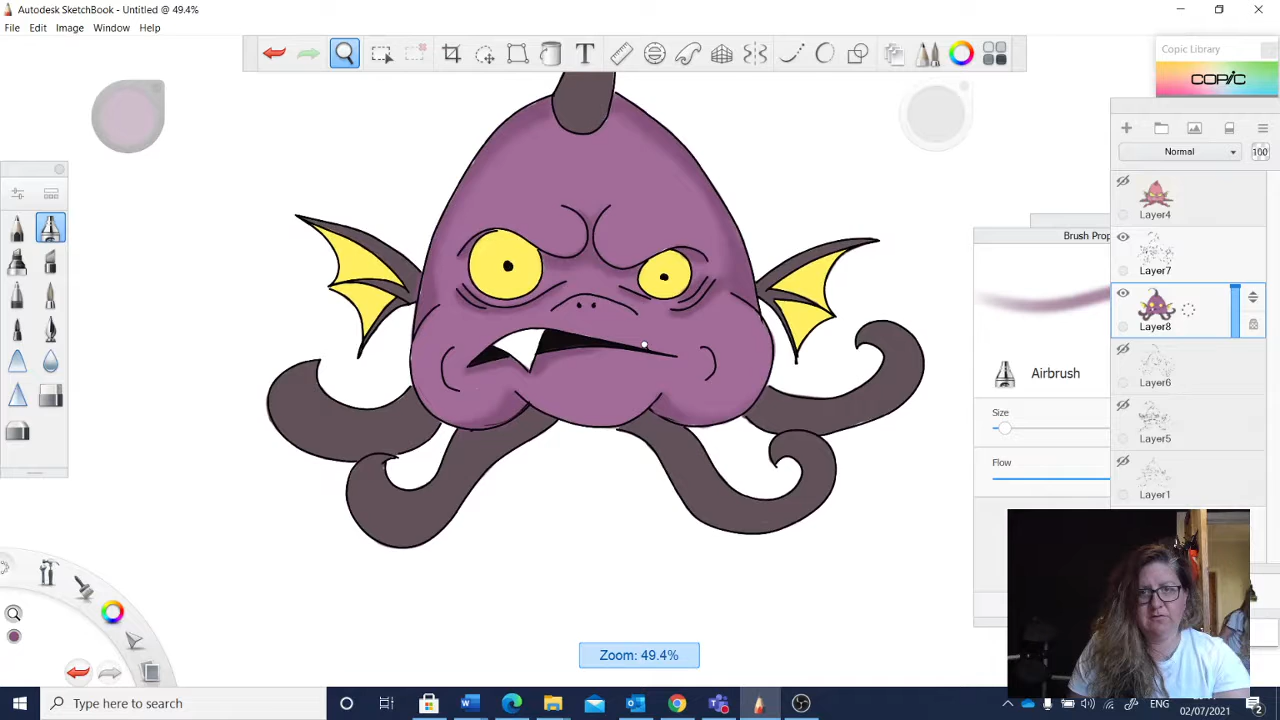 Autodesk SketchBook - Untitled @ 49.4%
File Edit Image Window Help
T
Copic Library
COPIC
Normal
100
Layer4
Brush Prop
Layer7
Layer8
Airbrush
Layer6
Size
Layer5
Flow
Layer1
Zoom: 49.4%
Type here to search
ENG
02/07/2021
2